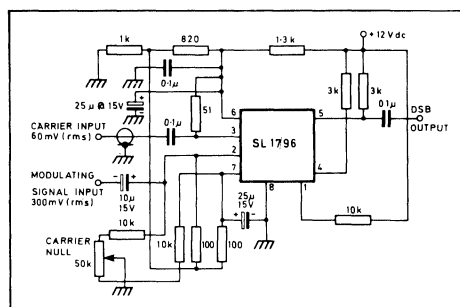 1k
820
1·3k
+12V dc
0·1µ
3k
3k
25µ @ 15V
+
51
0·1µ
6
5
0·1µ
DSB
OUTPUT
CARRIER INPUT
60mV (rms)
3
SL 1796
MODULATING
SIGNAL INPUT
300mV (rms)
2
4
7
8
1
- +
10µ
15V
25µ
15V
+ -
10k
10k
100
100
10k
CARRIER
NULL
50k